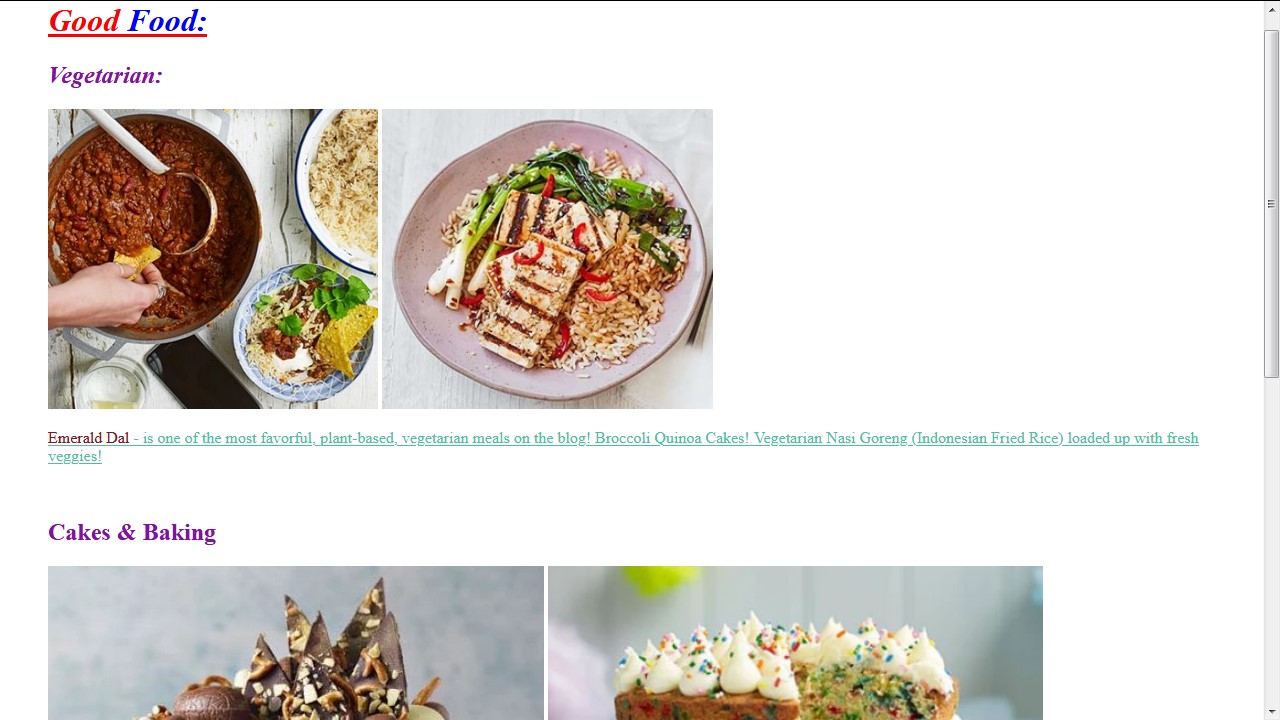 Good Food:
Vegetarian:
Emerald Dal - is one of the most favorful, plant-based, vegetarian meals on the blog! Broccoli Quinoa Cakes! Vegetarian Nasi Goreng (Indonesian Fried Rice) loaded up with fresh
veggies!
Cakes & Baking